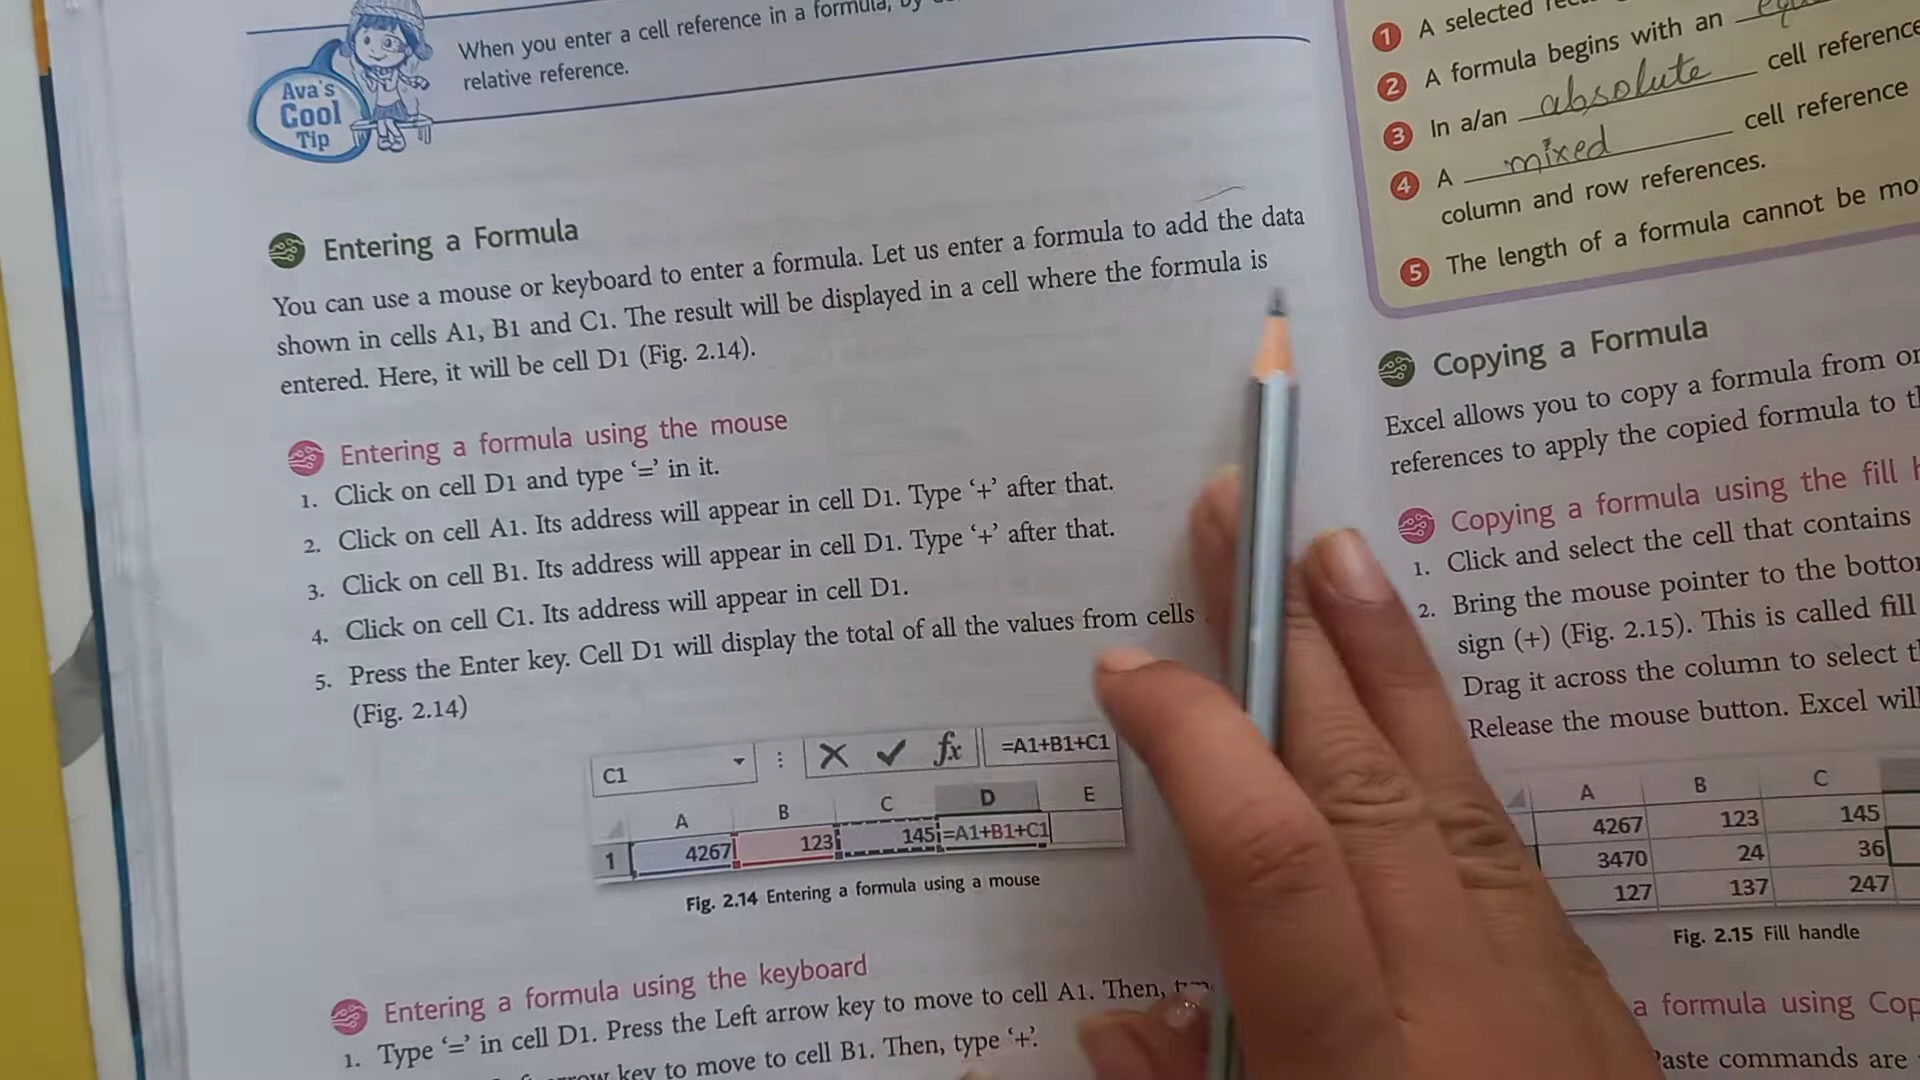 When you enter a cell reference in a formula, by
relative reference.
Ava's
Cool
Tip
Entering a Formula
You can use a mouse or keyboard to enter a formula. Let us enter a formula to add the data
shown in cells A1, B1 and C1. The result will be displayed in a cell where the formula is
entered. Here, it will be cell D1 (Fig. 2.14).
Entering a formula using the mouse
1. Click on cell D1 and type ‘=’ in it.
2. Click on cell A1. Its address will appear in cell D1. Type ‘+’ after that.
3. Click on cell B1. Its address will appear in cell D1. Type ‘+’ after that.
4. Click on cell C1. Its address will appear in cell D1.
5. Press the Enter key. Cell D1 will display the total of all the values from cells
(Fig. 2.14)
C1 fx =A1+B1+C1
A B C D E
1 4267 123 145 =A1+B1+C1
Fig. 2.14 Entering a formula using a mouse
Entering a formula using the keyboard
1. Type ‘=’ in cell D1. Press the Left arrow key to move to cell A1. Then,
key to move to cell B1. Then, type ‘+’.
1 A selected
2 A formula begins with an
3 In a/an absolute cell reference
4 A mixed cell reference
column and row references.
5 The length of a formula cannot be
Copying a Formula
Excel allows you to copy a formula from
references to apply the copied formula to
Copying a formula using the fill
1. Click and select the cell that contains
2. Bring the mouse pointer to the
sign (+) (Fig. 2.15). This is called fill
Drag it across the column to select
Release the mouse button. Excel will
A B C
4267 123 145
3470 24 36
127 137 247
Fig. 2.15 Fill handle
a formula using
Paste commands are